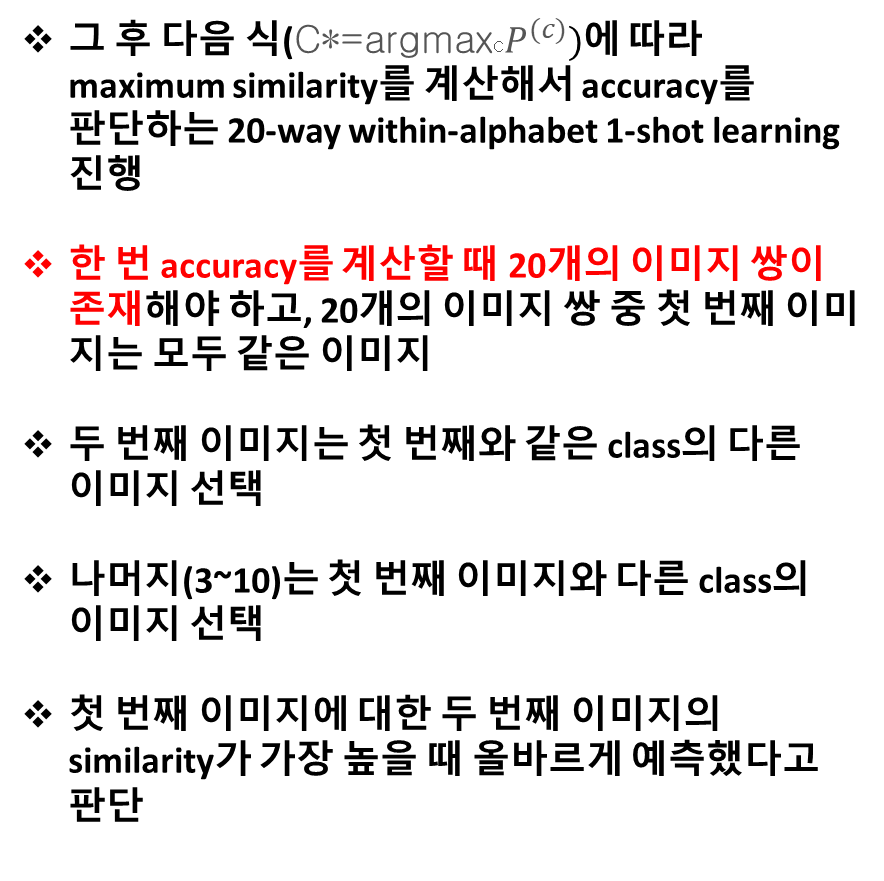 ❖ 그 후 다음 식(C*=argmaxcP^(c))에 따라
maximum similarity를 계산해서 accuracy를
판단하는 20-way within-alphabet 1-shot learning
진행
❖ 한 번 accuracy를 계산할 때 20개의 이미지 쌍이
존재해야 하고, 20개의 이미지 쌍 중 첫 번째 이미
지는 모두 같은 이미지
❖ 두 번째 이미지는 첫 번째와 같은 class의 다른
이미지 선택
❖ 나머지(3~10)는 첫 번째 이미지와 다른 class의
이미지 선택
❖ 첫 번째 이미지에 대한 두 번째 이미지의
similarity가 가장 높을 때 올바르게 예측했다고
판단